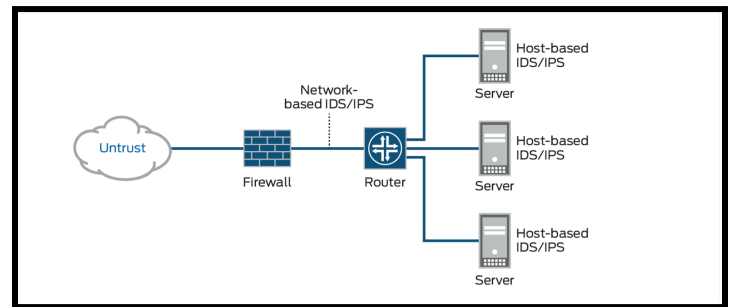 Network-
based IDS/IPS
Untrust
Firewall
Router
Host-based
IDS/IPS
Server
Host-based
IDS/IPS
Server
Host-based
IDS/IPS
Server